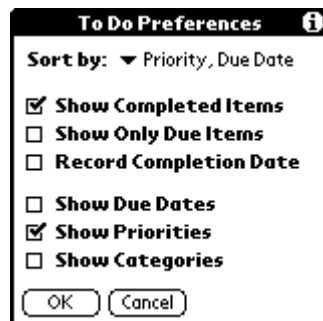 To Do Preferences
Sort by: Priority, Due Date
Show Completed Items
Show Only Due Items
Record Completion Date
Show Due Dates
Show Priorities
Show Categories
OK Cancel